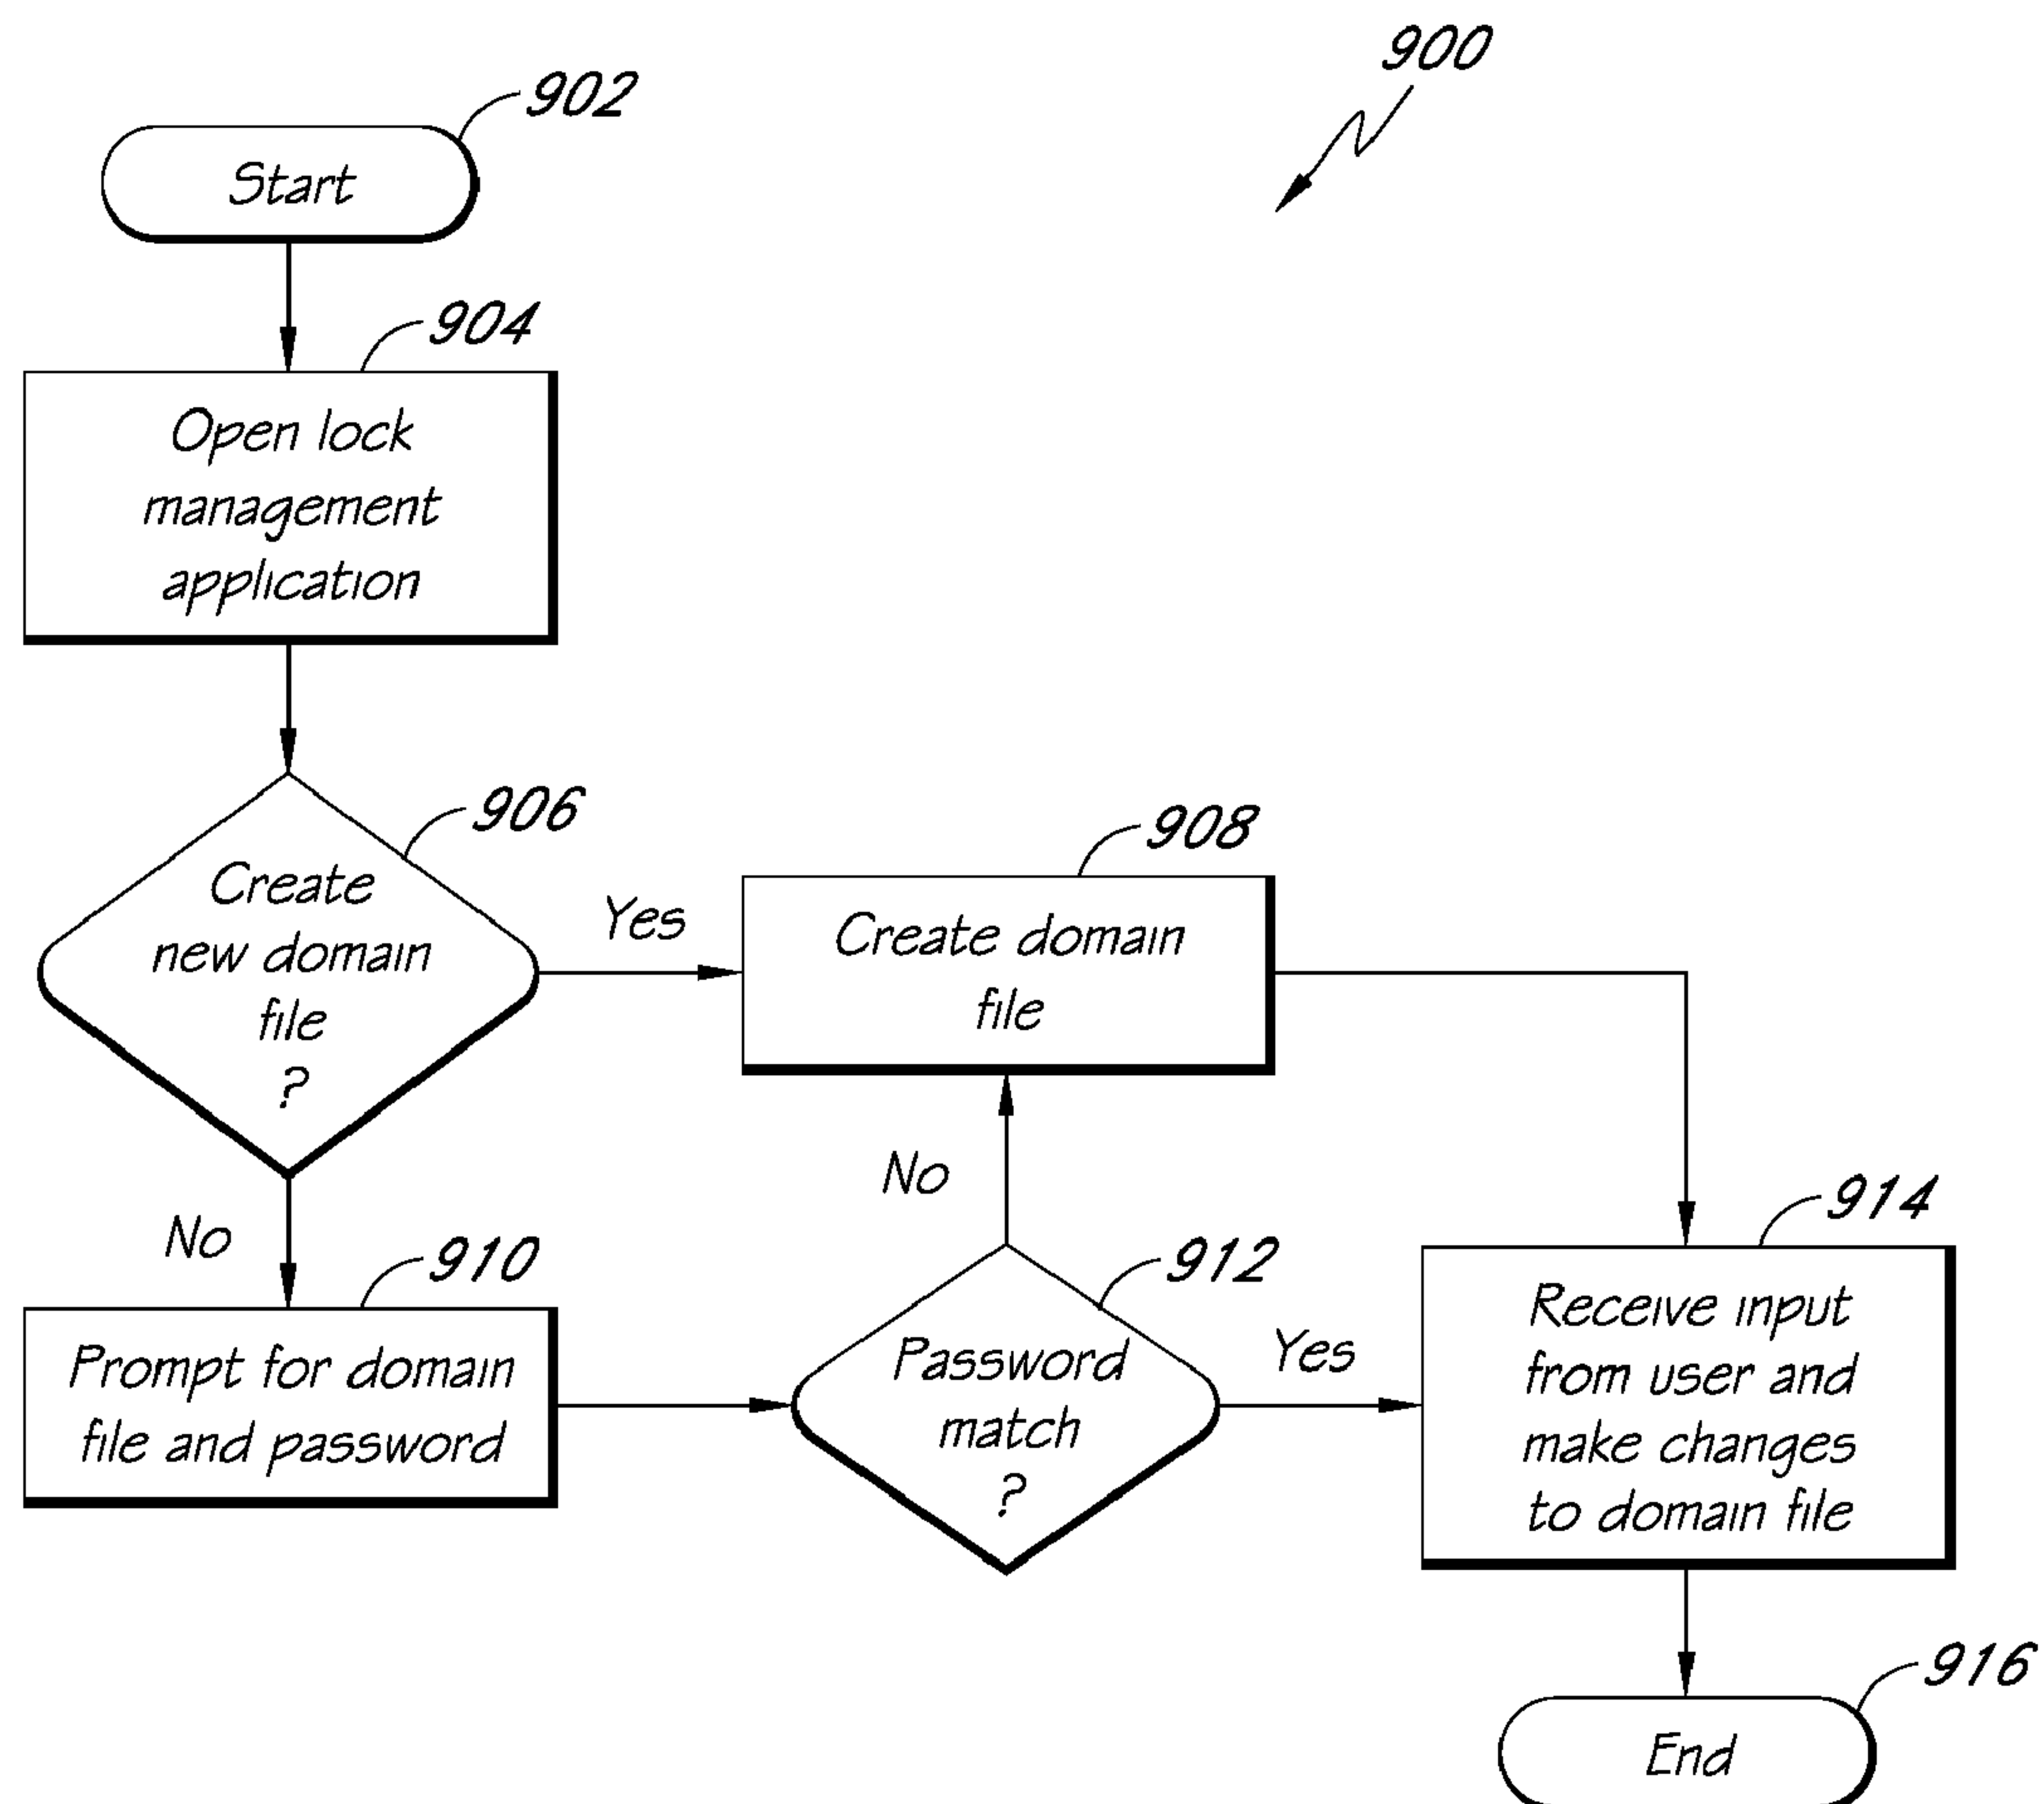 900
902
Start
904
Open lock
management
application
906
Create
new domain
file
?
Yes
908
Create domain
file
No
No
910
Prompt for domain
file and password
912
Password
match
?
Yes
914
Receive input
from user and
make changes
to domain file
916
End